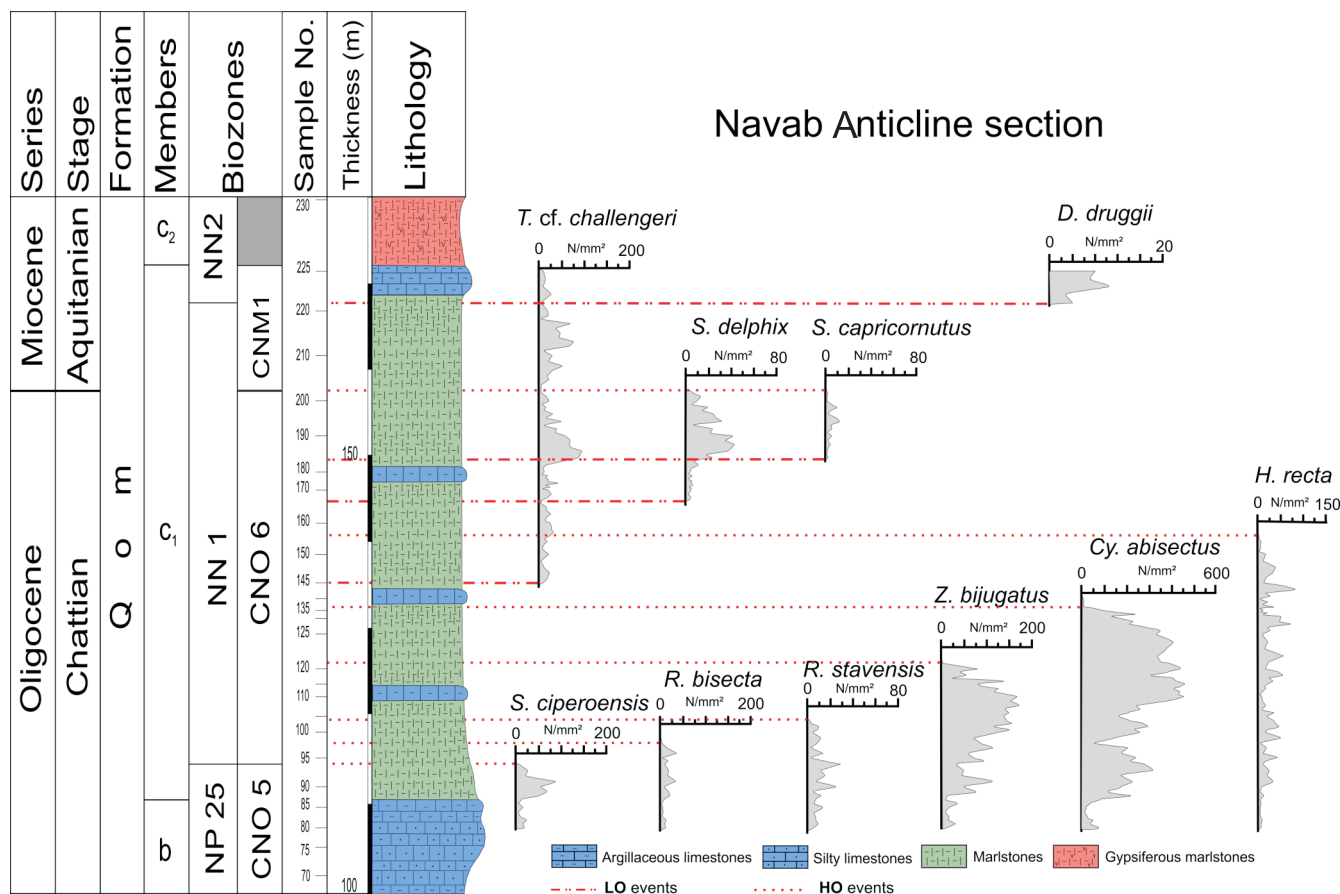 Navab Anticline section
Series
Stage
Formation
Members
Biozones
Sample No.
Thickness (m)
Lithology
Miocene
Oligocene
Aquitanian
Chattian
Q o m
c2
c1
b
NN2
NN 1
NP 25
CNM1
CNO 6
CNO 5
230
225
220
210
200
190
180
170
160
150
145
135
125
120
110
100
95
90
85
80
75
70
150
100
T. cf. challengeri
0 N/mm² 200
D. druggii
0 N/mm² 20
S. delphix
0 N/mm² 80
S. capricornutus
0 N/mm² 80
H. recta
0 N/mm² 150
Cy. abisectus
0 N/mm² 600
Z. bijugatus
0 N/mm² 200
R. stavensis
0 N/mm² 80
R. bisecta
0 N/mm² 200
S. ciperoensis
0 N/mm² 200
Argillaceous limestones
Silty limestones
Marlstones
Gypsiferous marlstones
LO events
HO events